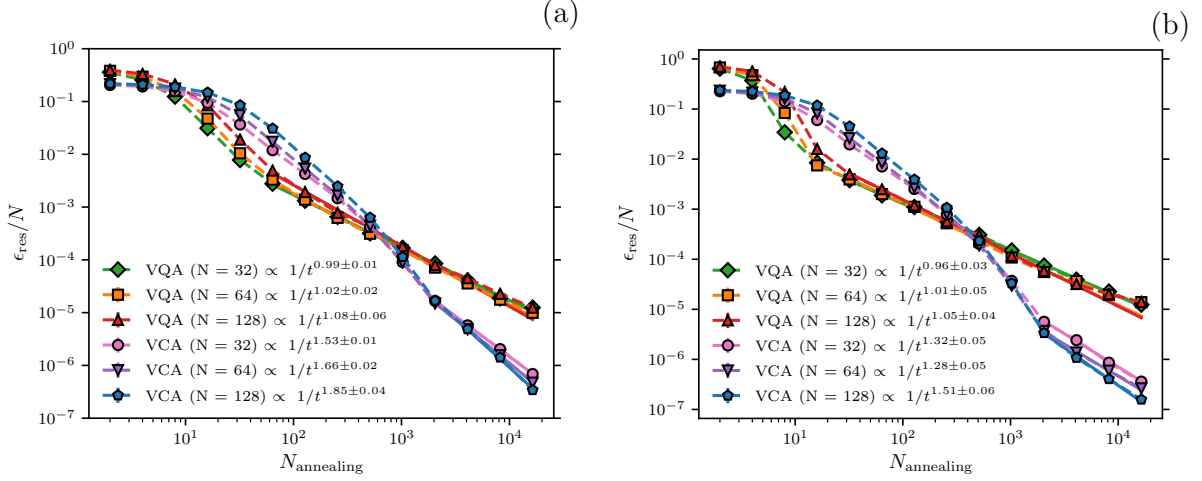 (a)
10^0
10^{-1}
10^{-2}
10^{-3}
10^{-4}
10^{-5}
10^{-6}
10^{-7}
ϵ_res/N
VQA (N = 32) ∝ 1/t^{0.99±0.01}
VQA (N = 64) ∝ 1/t^{1.02±0.02}
VQA (N = 128) ∝ 1/t^{1.08±0.06}
VCA (N = 32) ∝ 1/t^{1.53±0.01}
VCA (N = 64) ∝ 1/t^{1.66±0.02}
VCA (N = 128) ∝ 1/t^{1.85±0.04}
10^1 10^2 10^3 10^4
N_annealing
(b)
10^0
10^{-1}
10^{-2}
10^{-3}
10^{-4}
10^{-5}
10^{-6}
10^{-7}
ϵ_res/N
VQA (N = 32) ∝ 1/t^{0.96±0.03}
VQA (N = 64) ∝ 1/t^{1.01±0.05}
VQA (N = 128) ∝ 1/t^{1.05±0.04}
VCA (N = 32) ∝ 1/t^{1.32±0.05}
VCA (N = 64) ∝ 1/t^{1.28±0.05}
VCA (N = 128) ∝ 1/t^{1.51±0.06}
10^1 10^2 10^3 10^4
N_annealing